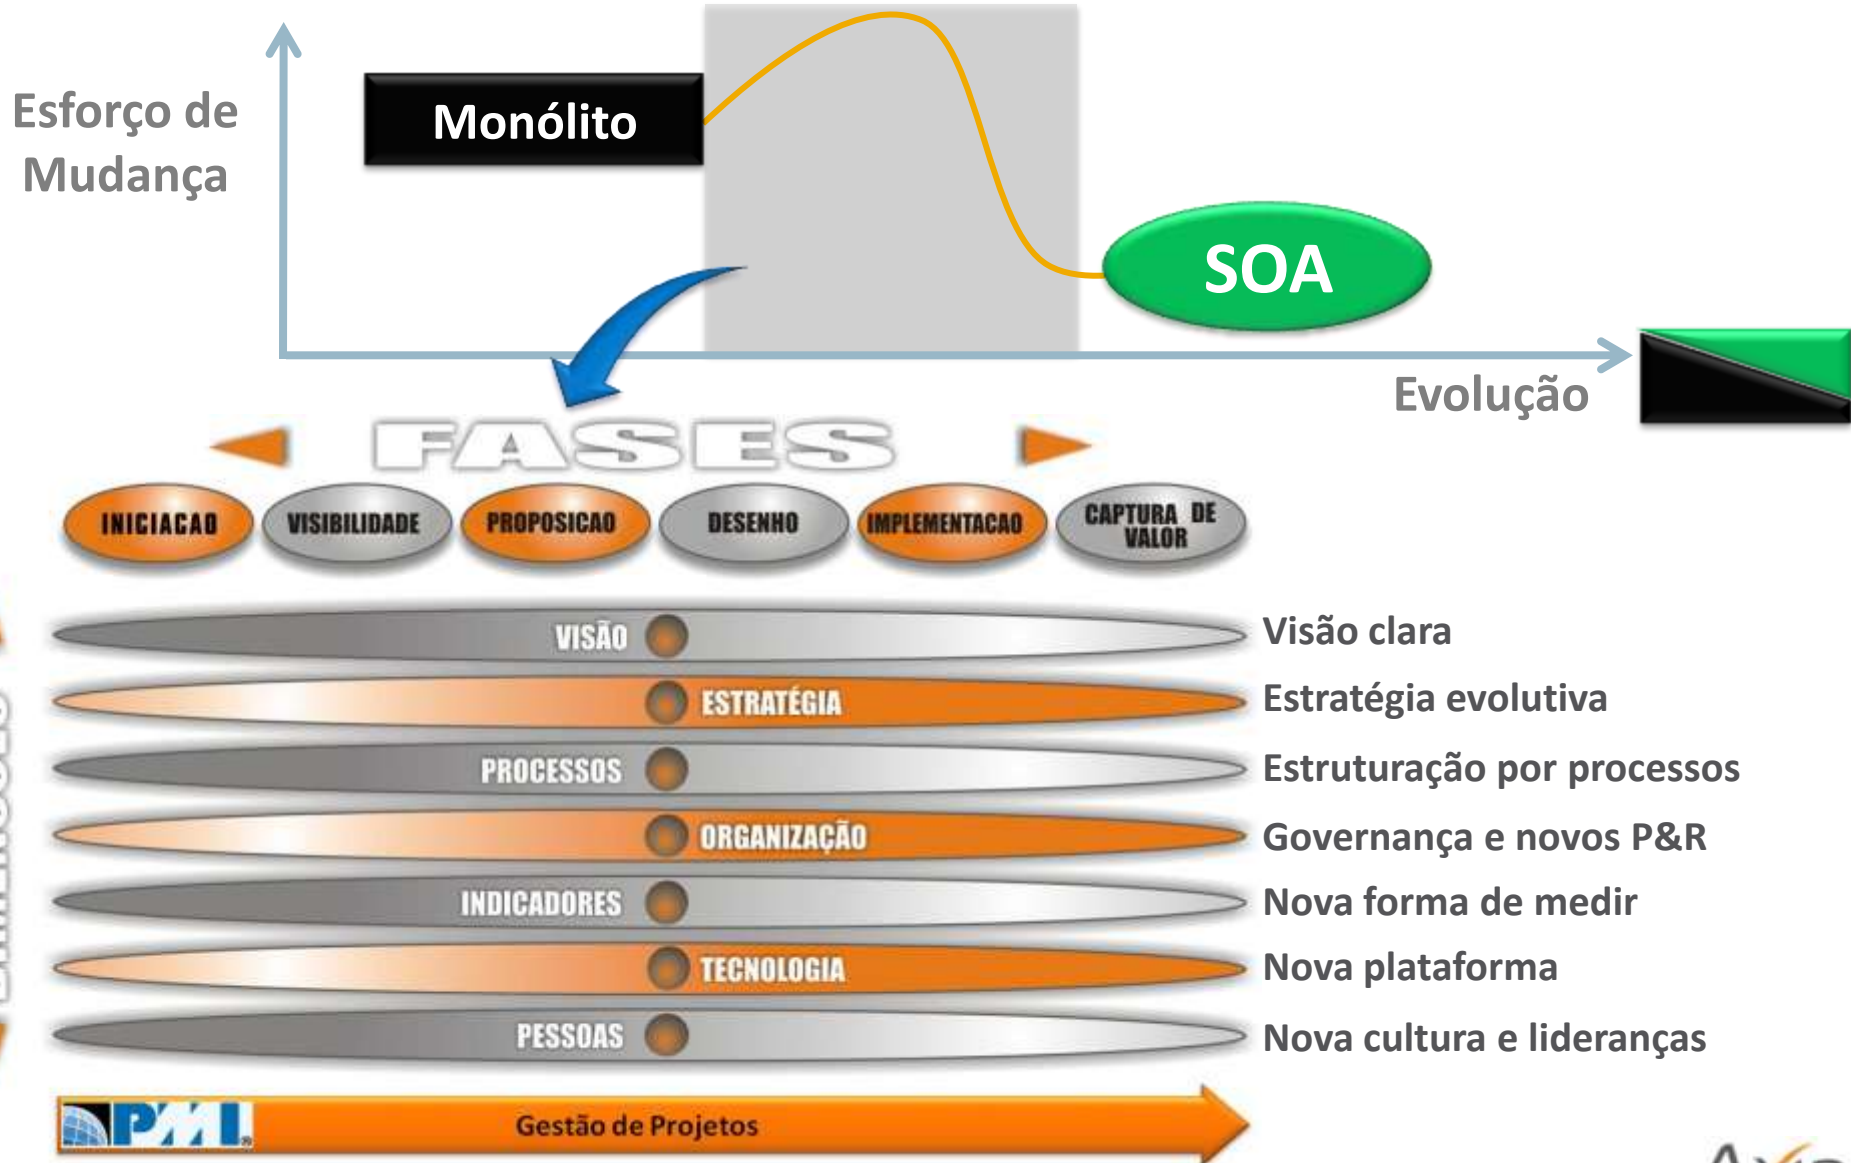 Esforço de
Mudança
Monólito
SOA
Evolução
FASES
INICIACAO
VISIBILIDADE
PROPOSICAO
DESENHO
IMPLEMENTACAO
CAPTURA DE
VALOR
VISÃO
Visão clara
ESTRATÉGIA
Estratégia evolutiva
PROCESSOS
Estruturação por processos
ORGANIZAÇÃO
Governança e novos P&R
INDICADORES
Nova forma de medir
TECNOLOGIA
Nova plataforma
PESSOAS
Nova cultura e lideranças
PMI®
Gestão de Projetos